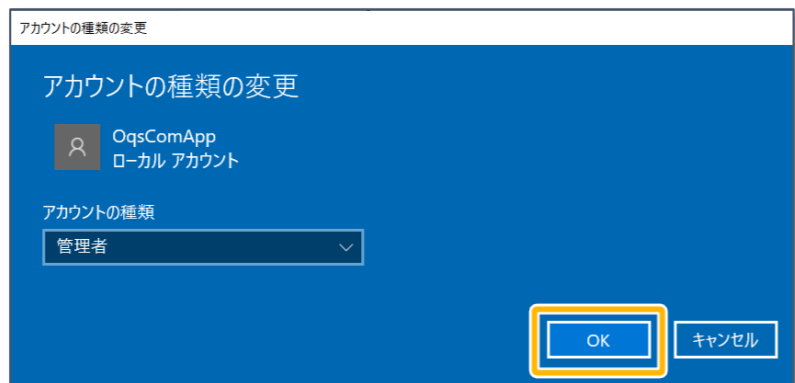 アカウントの種類の変更
アカウントの種類の変更
OqsComApp
ローカル アカウント
アカウントの種類
管理者
OK キャンセル